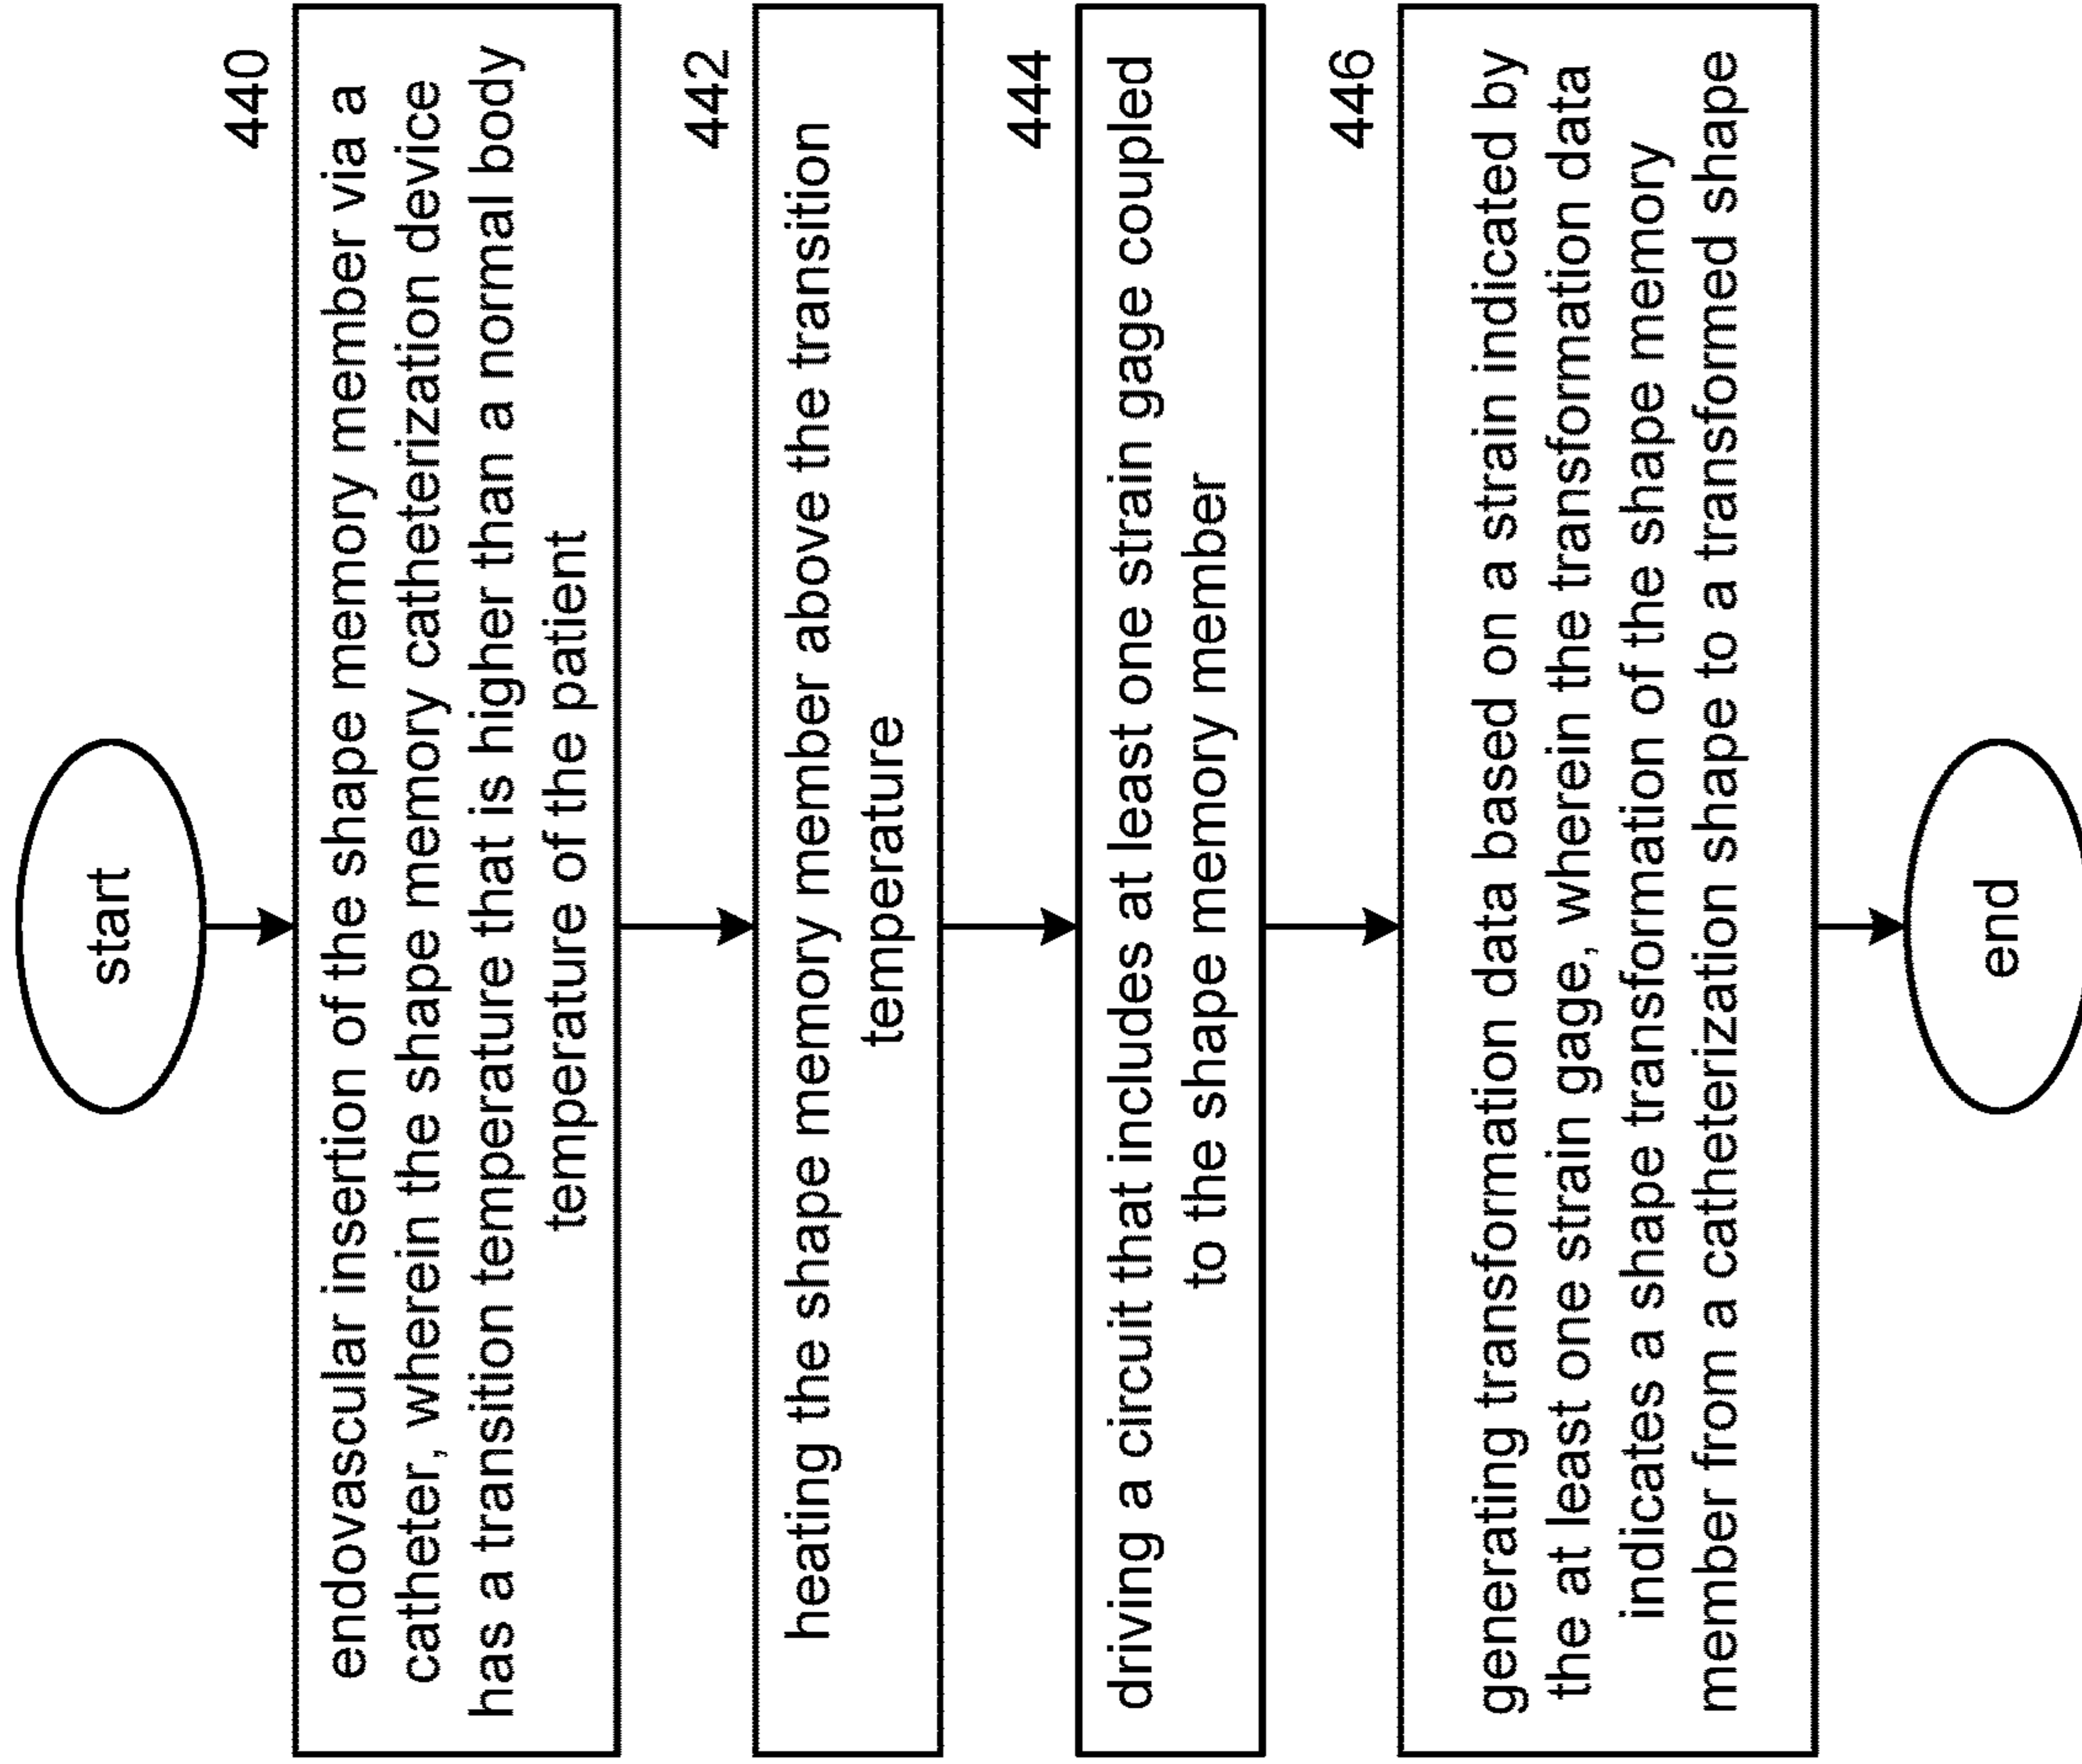 start
440
endovascular insertion of the shape memory member via a
catheter, wherein the shape memory catheterization device
has a transition temperature that is higher than a normal body
temperature of the patient
442
heating the shape memory member above the transition
temperature
444
driving a circuit that includes at least one strain gage coupled
to the shape memory member
446
generating transformation data based on a strain indicated by
the at least one strain gage, wherein the transformation data
indicates a shape transformation of the shape memory
member from a catheterization shape to a transformed shape
end